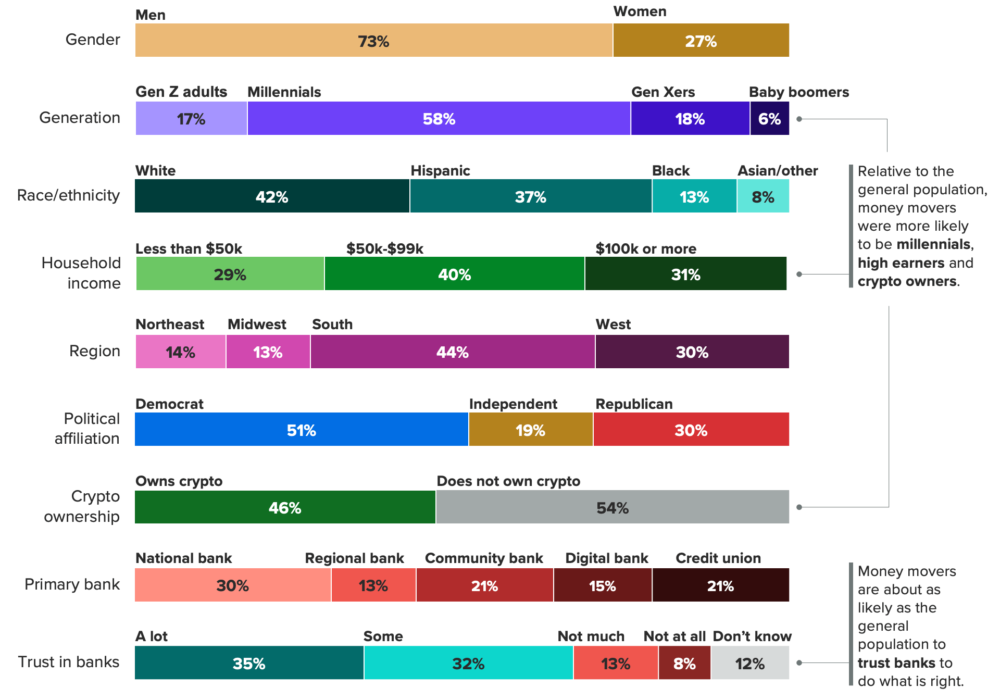 Men Women
Gender 73% 27%
Gen Z adults Millennials Gen Xers Baby boomers
Generation 17% 58% 18% 6%
White Hispanic Black Asian/other
Race/ethnicity 42% 37% 13% 8%
Less than $50k $50k-$99k $100k or more
Household
income
29% 40% 31%
Relative to the
general population,
money movers
were more likely
to be millennials,
high earners and
crypto owners.
Northeast Midwest South West
Region 14% 13% 44% 30%
Democrat Independent Republican
Political
affiliation
51% 19% 30%
Owns crypto Does not own crypto
Crypto
ownership
46% 54%
National bank Regional bank Community bank Digital bank Credit union
Primary bank 30% 13% 21% 15% 21%
A lot Some Not much Not at all Don’t know
Trust in banks 35% 32% 13% 8% 12%
Money movers
are about as
likely as the
general
population to
trust banks to
do what is right.